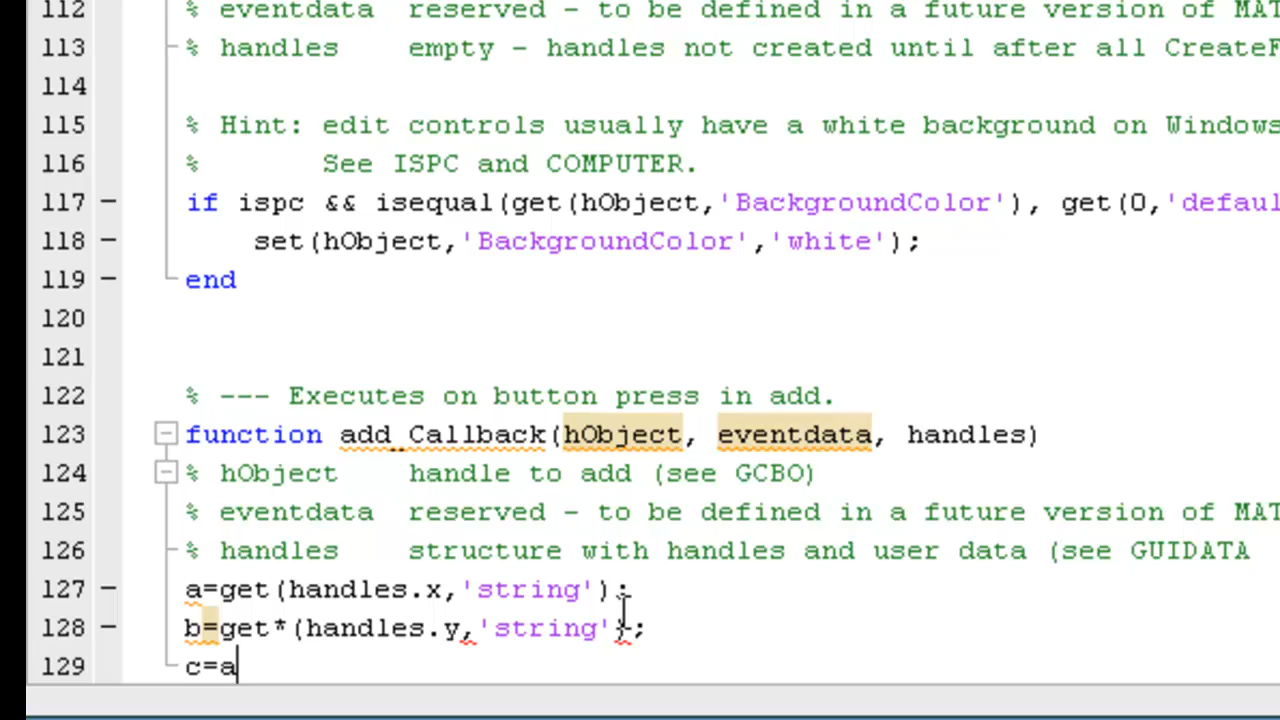 112 % eventdata  reserved - to be defined in a future version of MAT
113 % handles    empty - handles not created until after all CreateF
114
115 % Hint: edit controls usually have a white background on Windows
116 %       See ISPC and COMPUTER.
117 - if ispc && isequal(get(hObject,'BackgroundColor'), get(0,'defaul
118 -     set(hObject,'BackgroundColor','white');
119 - end
120
121
122 % --- Executes on button press in add.
123 function add_Callback(hObject, eventdata, handles)
124 % hObject    handle to add (see GCBO)
125 % eventdata  reserved - to be defined in a future version of MAT
126 % handles    structure with handles and user data (see GUIDATA
127 - a=get(handles.x,'string');
128 - b=get*(handles.y,'string');
129 c=a